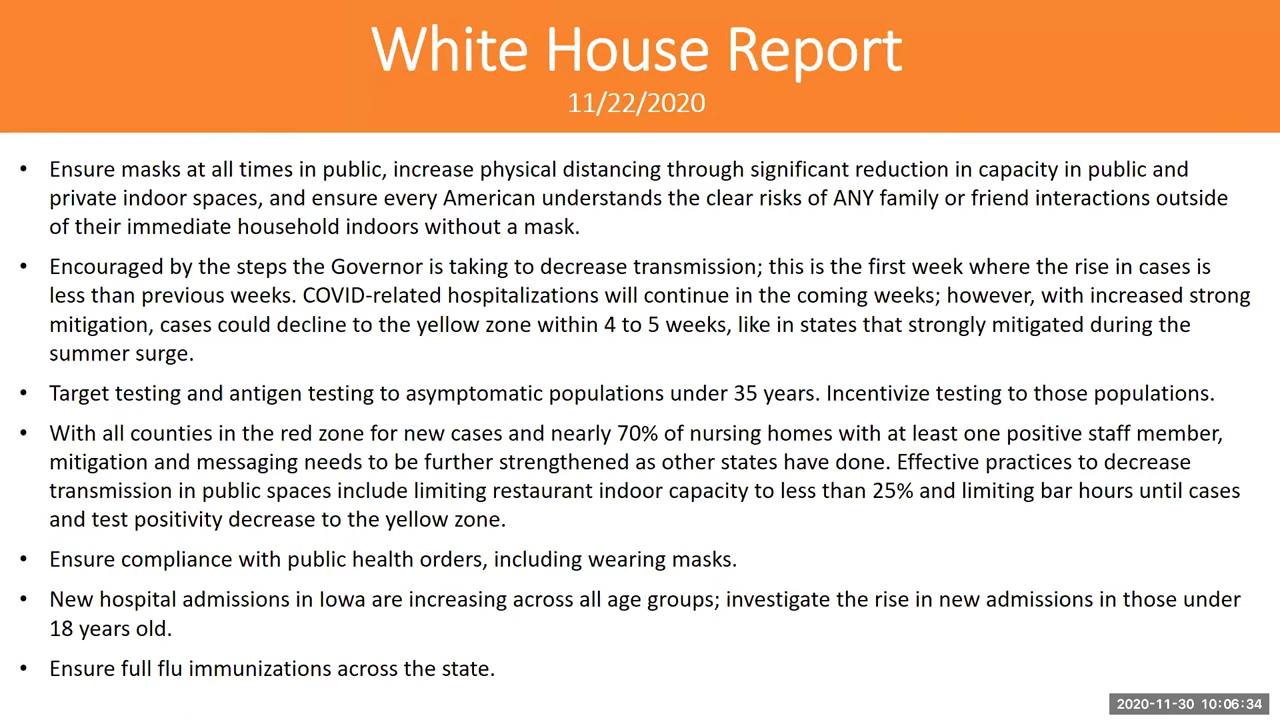 White House Report
11/22/2020
• Ensure masks at all times in public, increase physical distancing through significant reduction in capacity in public and
private indoor spaces, and ensure every American understands the clear risks of ANY family or friend interactions outside
of their immediate household indoors without a mask.
• Encouraged by the steps the Governor is taking to decrease transmission; this is the first week where the rise in cases is
less than previous weeks. COVID-related hospitalizations will continue in the coming weeks; however, with increased strong
mitigation, cases could decline to the yellow zone within 4 to 5 weeks, like in states that strongly mitigated during the
summer surge.
• Target testing and antigen testing to asymptomatic populations under 35 years. Incentivize testing to those populations.
• With all counties in the red zone for new cases and nearly 70% of nursing homes with at least one positive staff member,
mitigation and messaging needs to be further strengthened as other states have done. Effective practices to decrease
transmission in public spaces include limiting restaurant indoor capacity to less than 25% and limiting bar hours until cases
and test positivity decrease to the yellow zone.
• Ensure compliance with public health orders, including wearing masks.
• New hospital admissions in Iowa are increasing across all age groups; investigate the rise in new admissions in those under
18 years old.
• Ensure full flu immunizations across the state.
2020-11-30 10:06:34